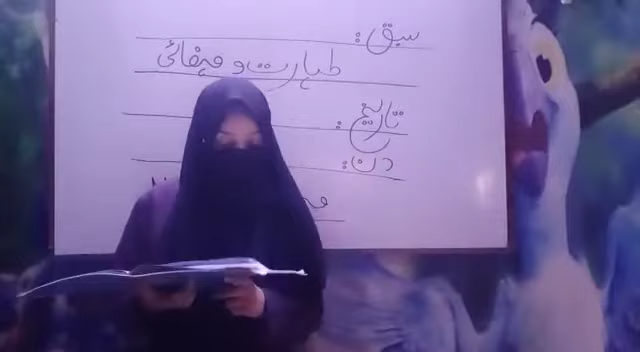 سبق:
طہارت و صفائی
تاریخ:
دن: